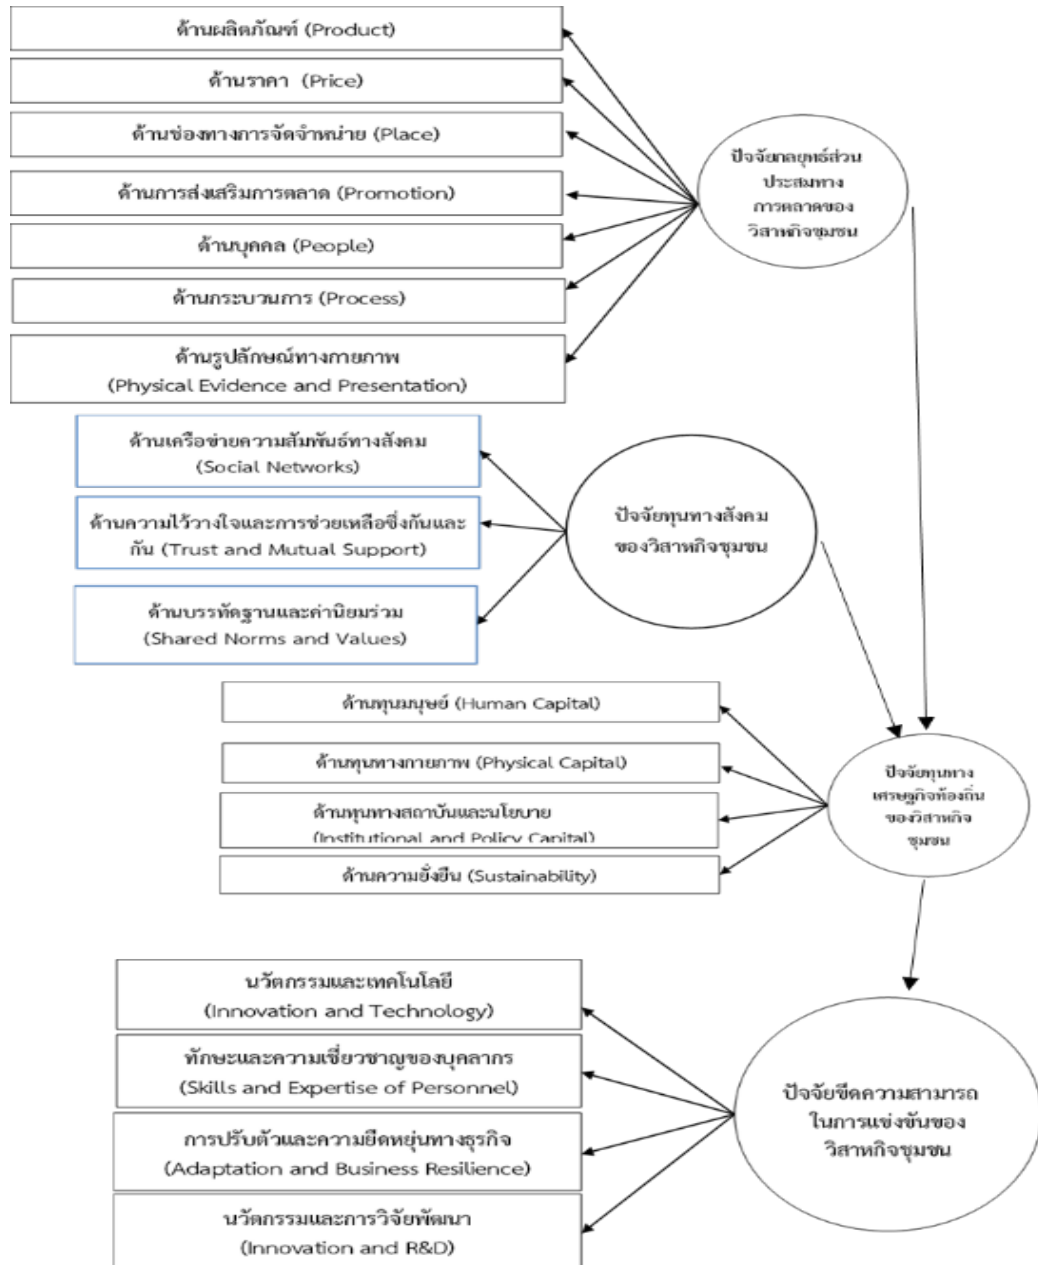 ด้านผลิตภัณฑ์ (Product)
ด้านราคา (Price)
ด้านช่องทางการจัดจำหน่าย (Place)
ด้านการส่งเสริมการตลาด (Promotion)
ด้านบุคคล (People)
ด้านกระบวนการ (Process)
ด้านรูปลักษณ์ทางกายภาพ
(Physical Evidence and Presentation)
ปัจจัยกลยุทธ์ส่วน
ประสมทาง
การตลาดของ
วิสาหกิจชุมชน
ด้านเครือข่ายความสัมพันธ์ทางสังคม
(Social Networks)
ด้านความไว้วางใจและการช่วยเหลือซึ่งกันและ
กัน (Trust and Mutual Support)
ด้านบรรทัดฐานและค่านิยมร่วม
(Shared Norms and Values)
ปัจจัยทุนทางสังคม
ของวิสาหกิจชุมชน
ด้านทุนมนุษย์ (Human Capital)
ด้านทุนทางกายภาพ (Physical Capital)
ด้านทุนทางสถาบันและนโยบาย
(Institutional and Policy Capital)
ด้านความยั่งยืน (Sustainability)
ปัจจัยทุนทาง
เศรษฐกิจท้องถิ่น
ของวิสาหกิจ
ชุมชน
นวัตกรรมและเทคโนโลยี
(Innovation and Technology)
ทักษะและความเชี่ยวชาญของบุคลากร
(Skills and Expertise of Personnel)
การปรับตัวและความยืดหยุ่นทางธุรกิจ
(Adaptation and Business Resilience)
นวัตกรรมและการวิจัยพัฒนา
(Innovation and R&D)
ปัจจัยขีดความสามารถ
ในการแข่งขันของ
วิสาหกิจชุมชน